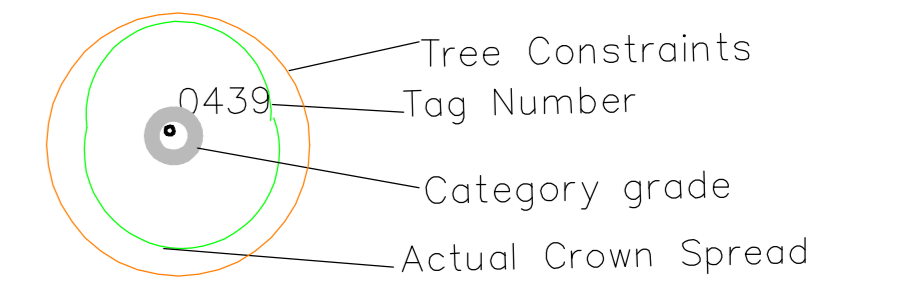 Tree Constraints
0439
Tag Number
Category grade
Actual Crown Spread